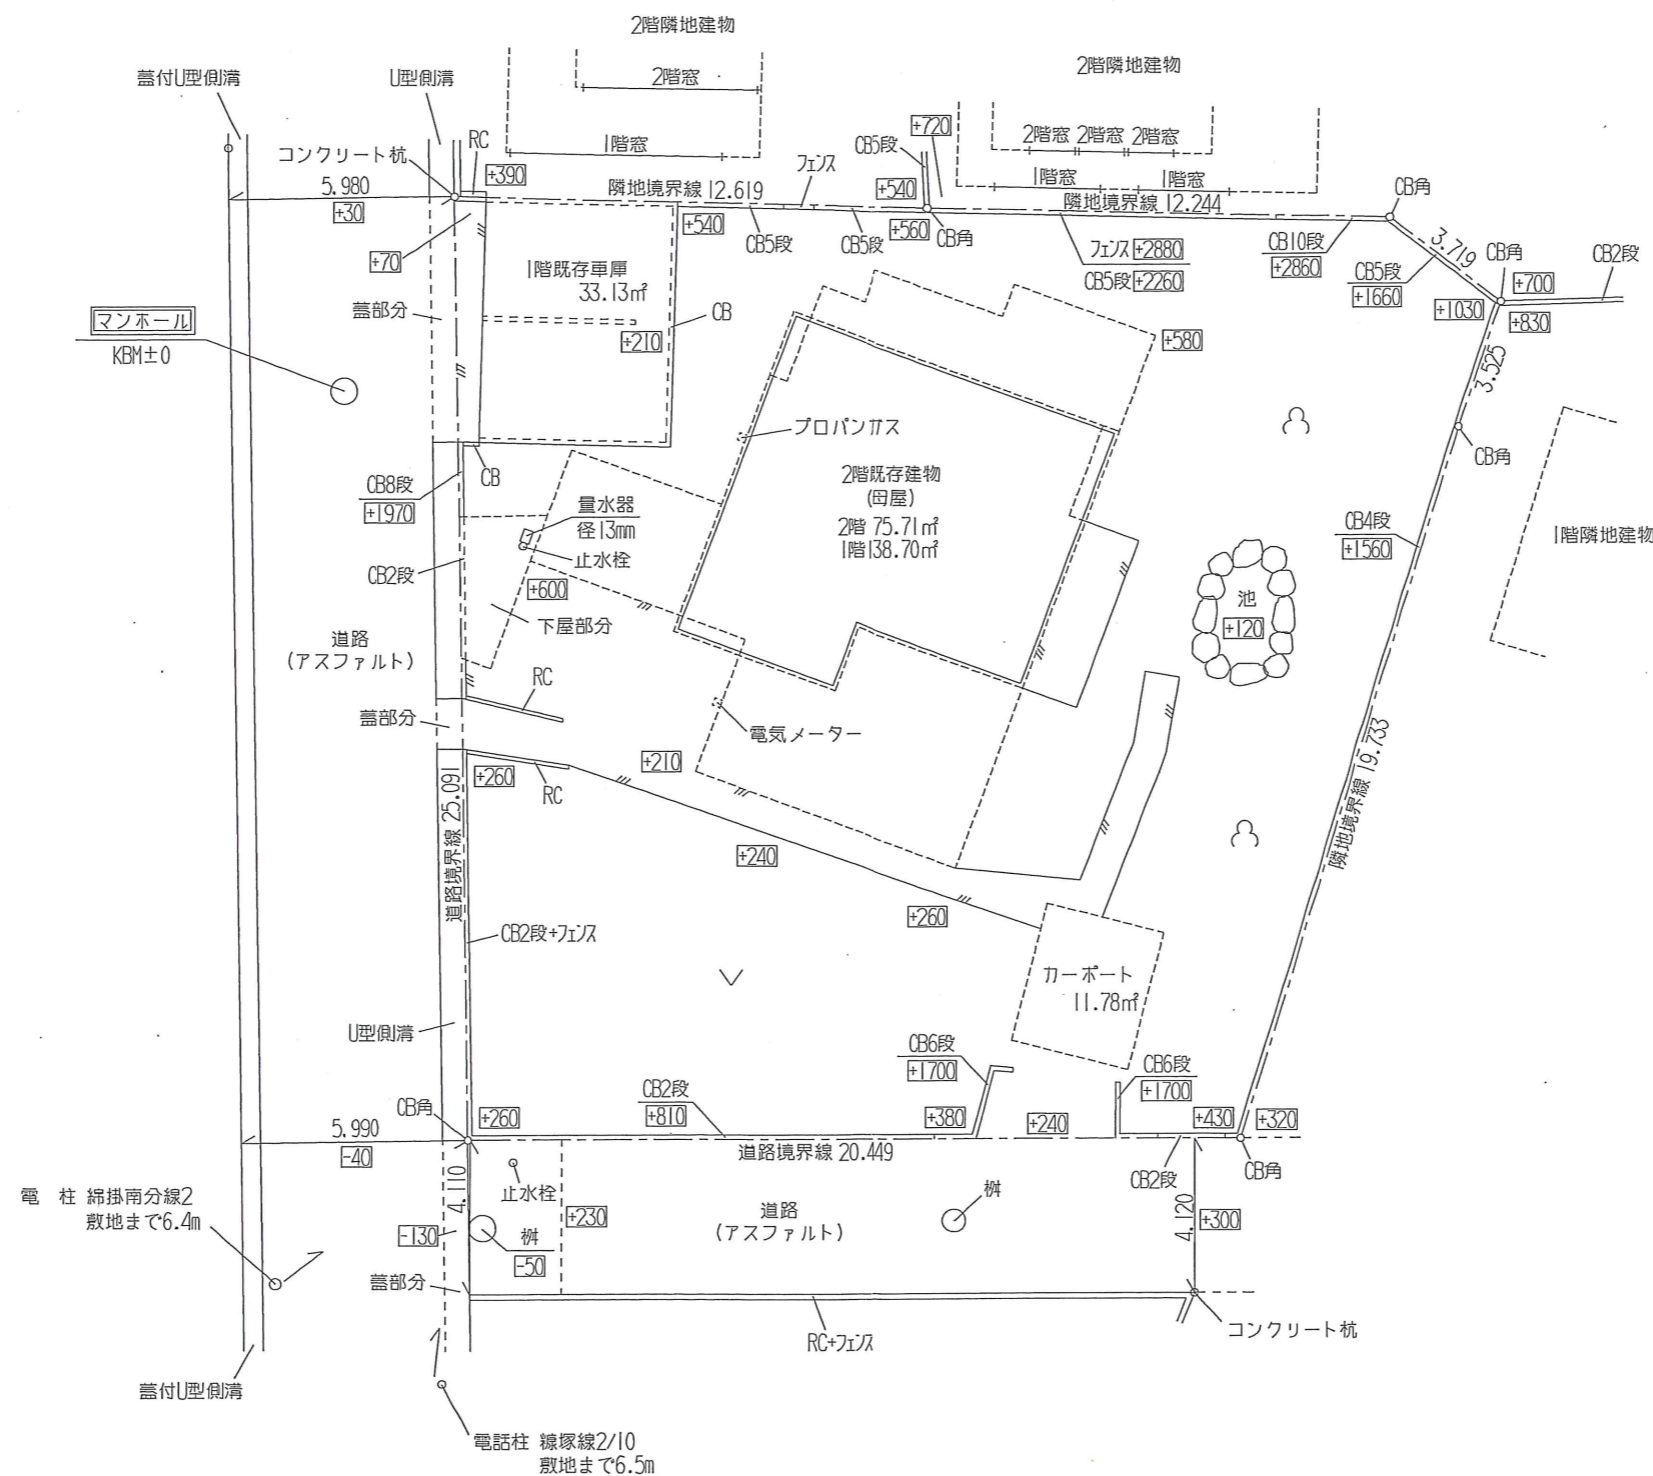 2階隣地建物
2階隣地建物
蓋付U型側溝
U型側溝
2階窓
1階窓
2階窓
2階窓
2階窓
1階窓
1階窓
RC
コンクリート杭
+390
5.980
+30
隣地境界線 12.619
フェンス
CB5段
+720
+540
+540
CB5段
CB5段
+560
CB角
隣地境界線 12.244
CB角
フェンス +2880
CB5段 +2260
CB10段
+2860
3.719
CB5段
+1660
CB角
+700
CB2段
+1030
+830
+70
1階既存車庫
33.13㎡
蓋部分
CB
+210
マンホール
KBM±0
+580
3.525
CB角
プロパンガス
2階既存建物
(母屋)
2階 75.71㎡
1階138.70㎡
CB
CB8段
+1970
量水器
径13mm
止水栓
CB2段
+600
下屋部分
CB4段
+1560
1階隣地建物
池
+120
道路
(アスファルト)
RC
蓋部分
電気メーター
+210
+260
RC
道路境界線 25.091
隣地境界線 19.733
+240
+260
CB2段+フェンス
カーポート
11.78㎡
U型側溝
CB6段
+1700
CB6段
+1700
CB2段
+810
CB角
+260
+380
+240
+430
+320
5.990
-40
道路境界線 20.449
CB2段
CB角
4.110
止水栓
+230
道路
(アスファルト)
桝
4.120
+300
電 柱 綿掛南分線2
敷地まで6.4m
-130
桝
-50
蓋部分
RC+フェンス
コンクリート杭
蓋付U型側溝
電話柱 糠塚線2/10
敷地まで6.5m